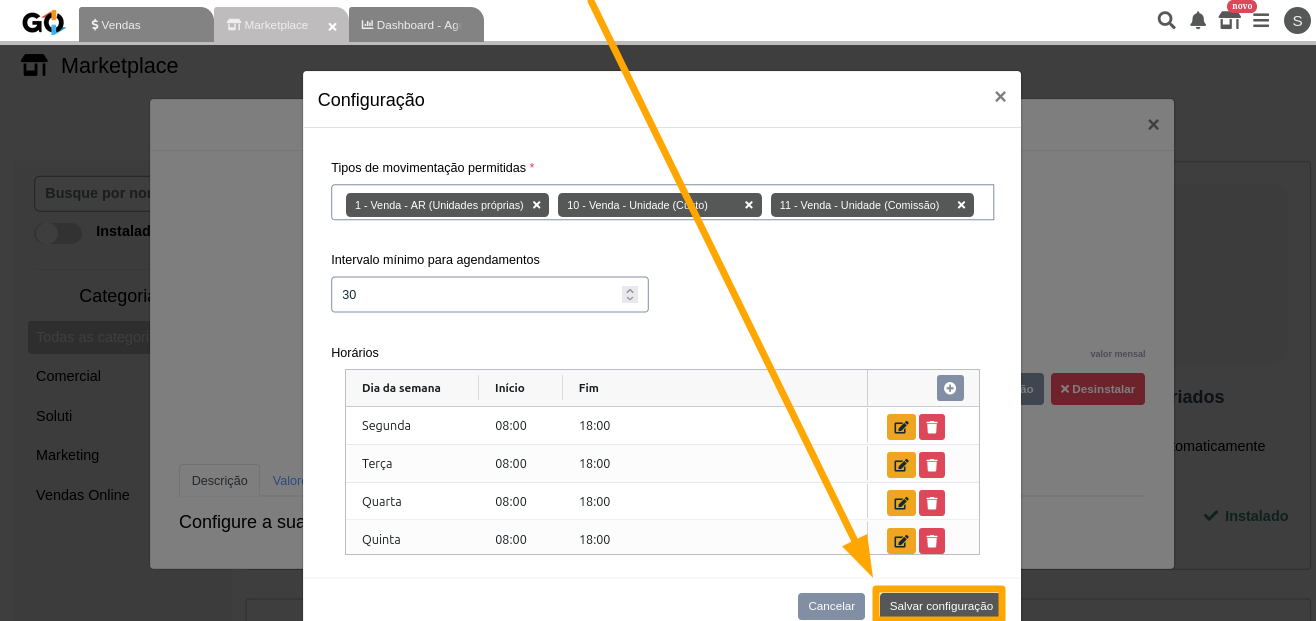 GO
$ Vendas
Marketplace
Dashboard - Ag
novo
S
Marketplace
Configuração
Busque por nor
Instalad
Categoria
Todas as categori
Comercial
Soluti
Marketing
Vendas Online
Tipos de movimentação permitidas *
1 - Venda - AR (Unidades próprias)
10 - Venda - Unidade (Custo)
11 - Venda - Unidade (Comissão)
Intervalo mínimo para agendamentos
30
Horários
Dia da semana Início Fim
Segunda 08:00 18:00
Terça 08:00 18:00
Quarta 08:00 18:00
Quinta 08:00 18:00
Cancelar
Salvar configuração
Descrição
Valore
Configure a sua
valor mensal
ão
Desinstalar
riados
omaticamente
Instalado